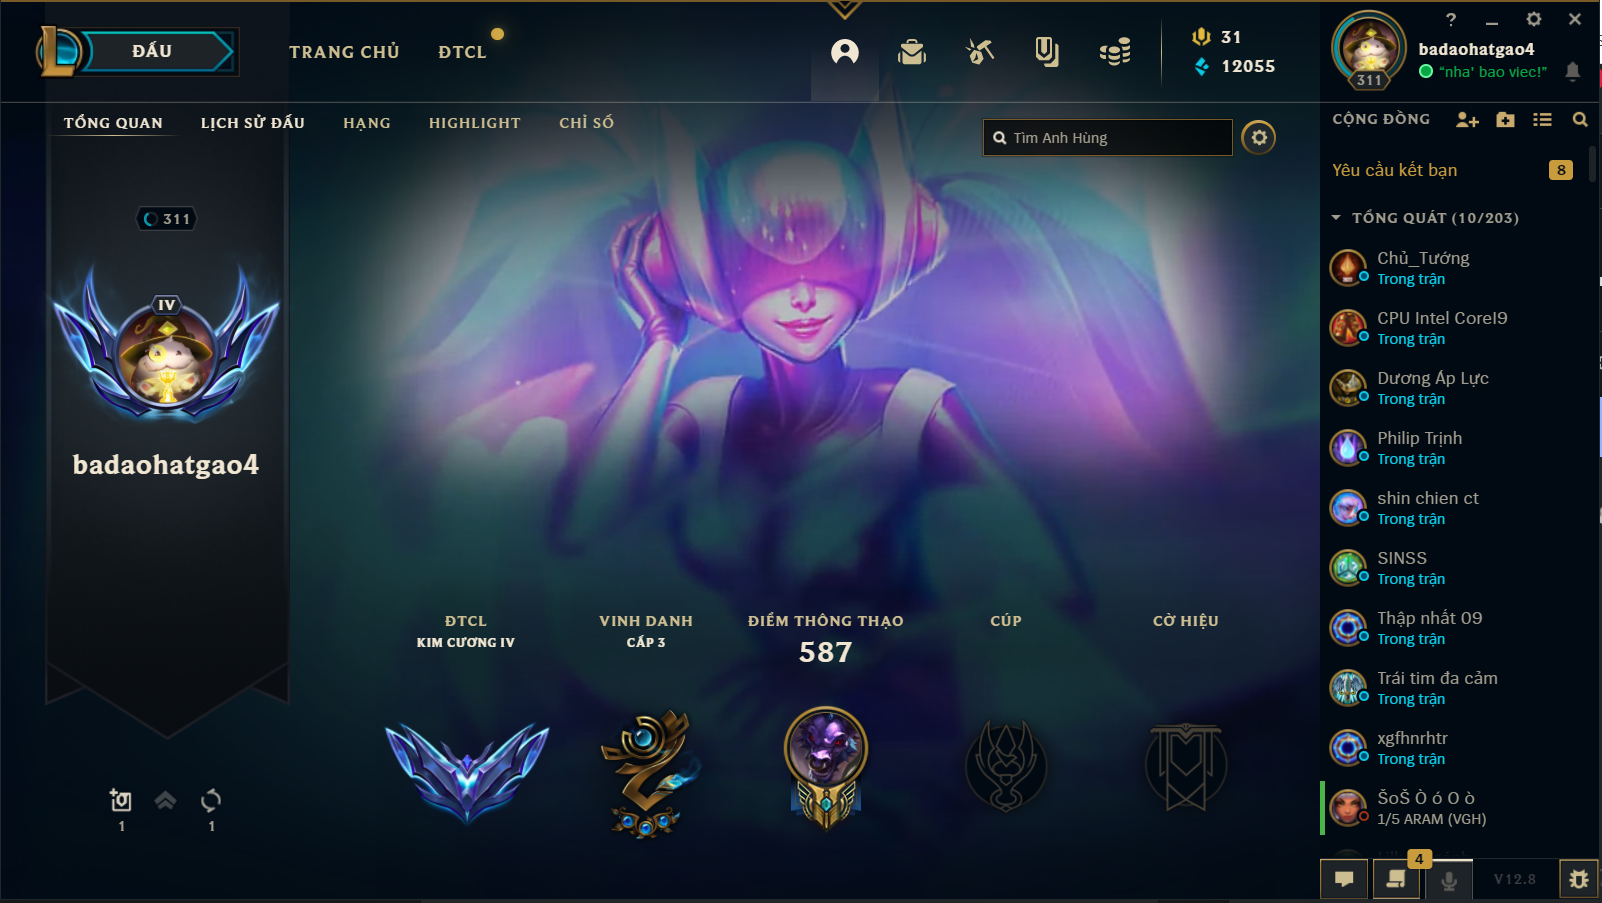 ĐẤU
TRANG CHỦ
ĐTCL
31
12055
?
badaohatgao4
"nha' bao viec!"
311
TỔNG QUAN
LỊCH SỬ ĐẤU
HẠNG
HIGHLIGHT
CHỈ SỐ
Tìm Anh Hùng
CỘNG ĐỒNG
Yêu cầu kết bạn
8
TỔNG QUÁT (10/203)
311
IV
badaohatgao4
1
1
ĐTCL
KIM CƯƠNG IV
VINH DANH
CẤP 3
ĐIỂM THÔNG THẠO
587
CÚP
CỜ HIỆU
Chủ_Tướng
Trong trận
CPU Intel CoreI9
Trong trận
Dương Áp Lực
Trong trận
Philip Trịnh
Trong trận
shin chien ct
Trong trận
SINSS
Trong trận
Thập nhất 09
Trong trận
Trái tim đa cảm
Trong trận
xgfhnrhtr
Trong trận
ŠoŠ Ò ó O ò
1/5 ARAM (VGH)
4
V12.8